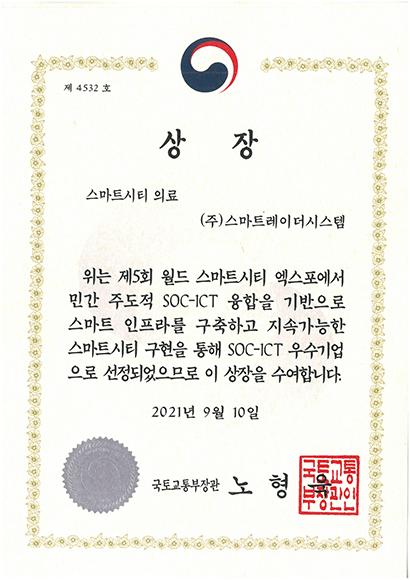 제 4532 호
상 장
스마트시티 의료
(주)스마트레이더시스템
위는 제5회 월드 스마트시티 엑스포에서
민간 주도적 SOC-ICT 융합을 기반으로
스마트 인프라를 구축하고 지속가능한
스마트시티 구현을 통해 SOC-ICT 우수기업
으로 선정되었으므로 이 상장을 수여합니다.
2021년 9월 10일
국토교통부장관 노 형 욱
국토교통
부장관인